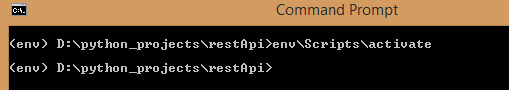 Command Prompt
(env) D:\python_projects\restApi>env\Scripts\activate
(env) D:\python_projects\restApi>